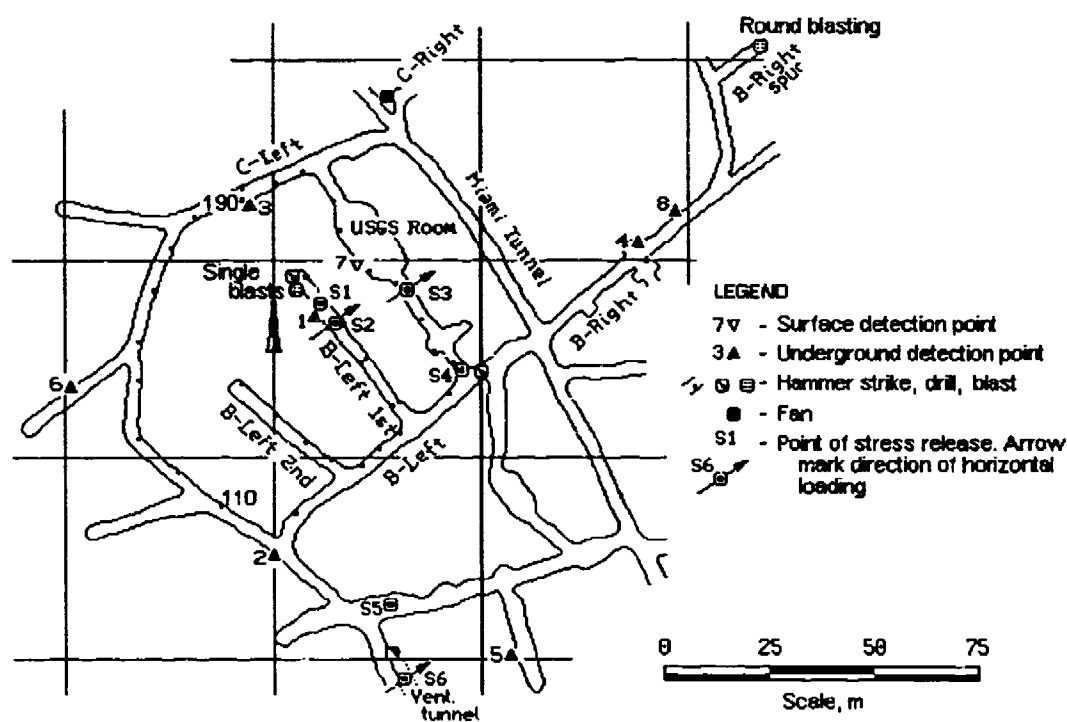 Round blasting
C-Right
B-Right
spur
C-Left
Miami Tunnel
190
3
8
4
USGS Room
7
Single
blasts
S1
S3
1
S2
B-Right
LEGEND
7 ▽ - Surface detection point
3 ▲ - Underground detection point
- Hammer strike, drill, blast
- Fan
S1 - Point of stress release. Arrow
mark direction of horizontal
loading
S6
B-Left 1st
S4
6
B-Left 2nd
B-Left
110
2
S5
5
S6
Vent.
tunnel
0 25 50 75
Scale, m